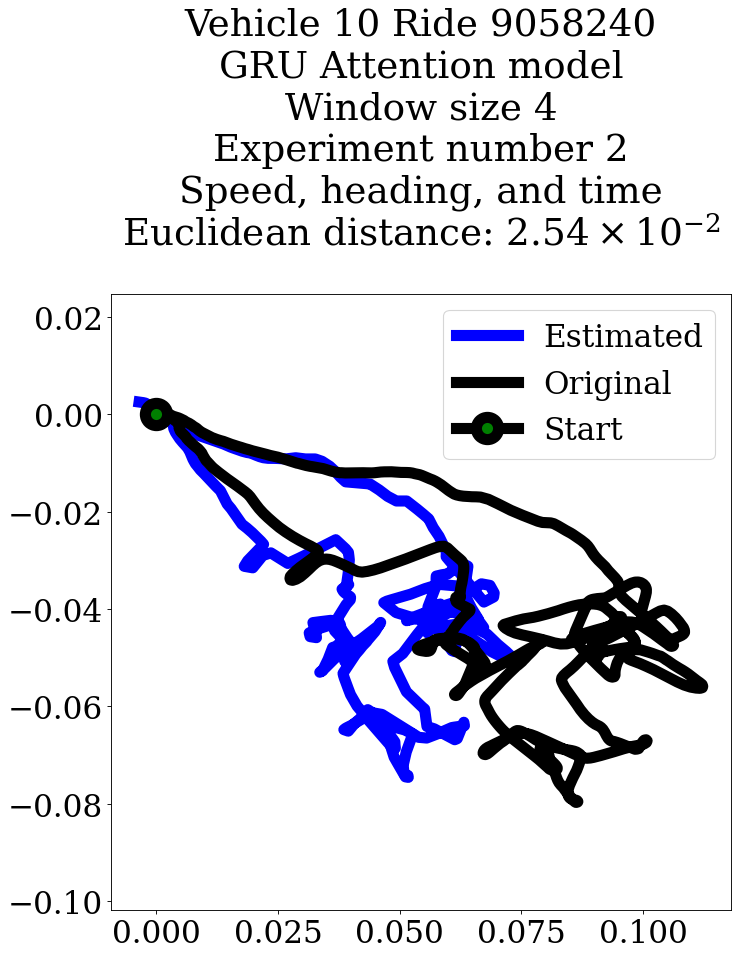 Vehicle 10 Ride 9058240
GRU Attention model
Window size 4
Experiment number 2
Speed, heading, and time
Euclidean distance: 2.54 × 10⁻²
Estimated
Original
Start
0.02
0.00
−0.02
−0.04
−0.06
−0.08
−0.10
0.000 0.025 0.050 0.075 0.100